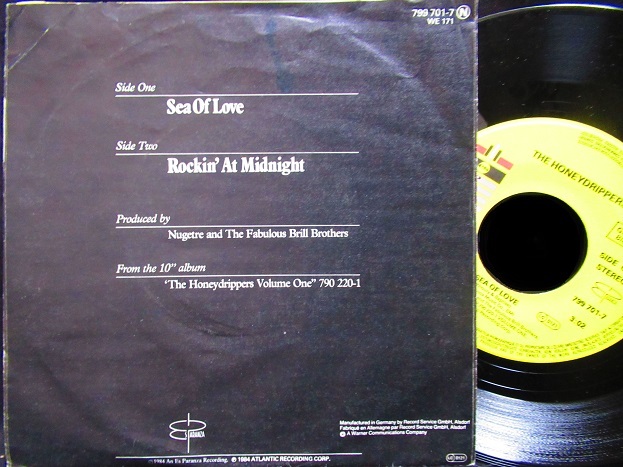 799 701-7 N
WE 171
Side One
Sea Of Love
Side Two
Rockin' At Midnight
Produced by
Nugetre and The Fabulous Brill Brothers
From the 10" album
'The Honeydrippers Volume One" 790 220-1
ES PARANZA
1984 An Es Paranza Recording. ℗ 1984 ATLANTIC RECORDING CORP.
Manufactured in Germany by Record Service GmbH, Alsdorf
Fabriqué en Allemagne par Record Service GmbH, Alsdorf
A Warner Communications Company
THE HONEYDRIPPERS
SIDE
STEREO
SEA OF LOVE
799 701-7
3.02